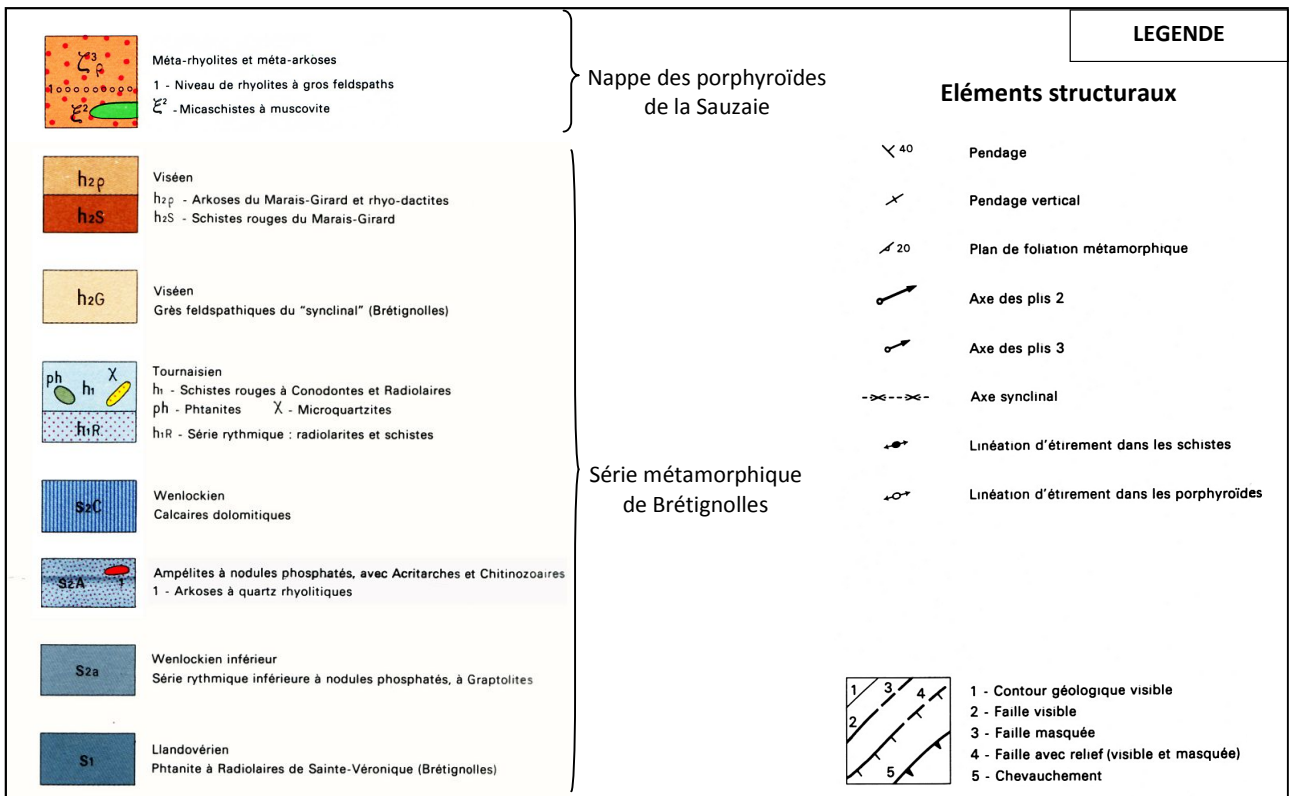 LEGENDE
ζ³ρ
1
ξ²
Méta-rhyolites et méta-arkoses
1 - Niveau de rhyolites à gros feldspaths
ξ² - Micaschistes à muscovite
Nappe des porphyroïdes
de la Sauzaie
h2ρ
h2S
Viséen
h2ρ - Arkoses du Marais-Girard et rhyo-dactites
h2S - Schistes rouges du Marais-Girard
h2G
Viséen
Grès feldspathiques du "synclinal" (Brétignolles)
ph h1 χ
h1R
Tournaisien
h1 - Schistes rouges à Conodontes et Radiolaires
ph - Phtanites χ - Microquartzites
h1R - Série rythmique : radiolarites et schistes
S2C
Wenlockien
Calcaires dolomitiques
S2A 1
Ampélites à nodules phosphatés, avec Acritarches et Chitinozoaires
1 - Arkoses à quartz rhyolitiques
S2a
Wenlockien inférieur
Série rythmique inférieure à nodules phosphatés, à Graptolites
S1
Llandovérien
Phtanite à Radiolaires de Sainte-Véronique (Brétignolles)
Série métamorphique
de Brétignolles
Eléments structuraux
40 Pendage
Pendage vertical
20 Plan de foliation métamorphique
Axe des plis 2
Axe des plis 3
Axe synclinal
Linéation d'étirement dans les schistes
Linéation d'étirement dans les porphyroïdes
1 3 4
2
5
1 - Contour géologique visible
2 - Faille visible
3 - Faille masquée
4 - Faille avec relief (visible et masquée)
5 - Chevauchement